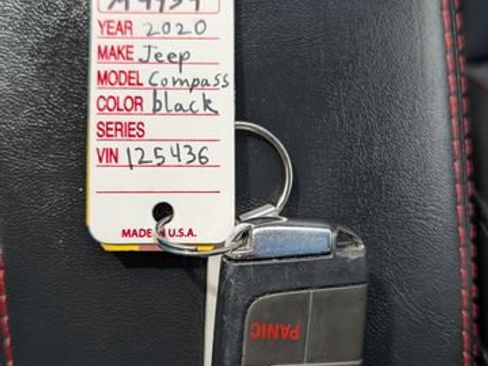 YEAR 2020
MAKE Jeep
MODEL Compass
COLOR black
SERIES
VIN 125436
MADE IN U.S.A.
PANIC